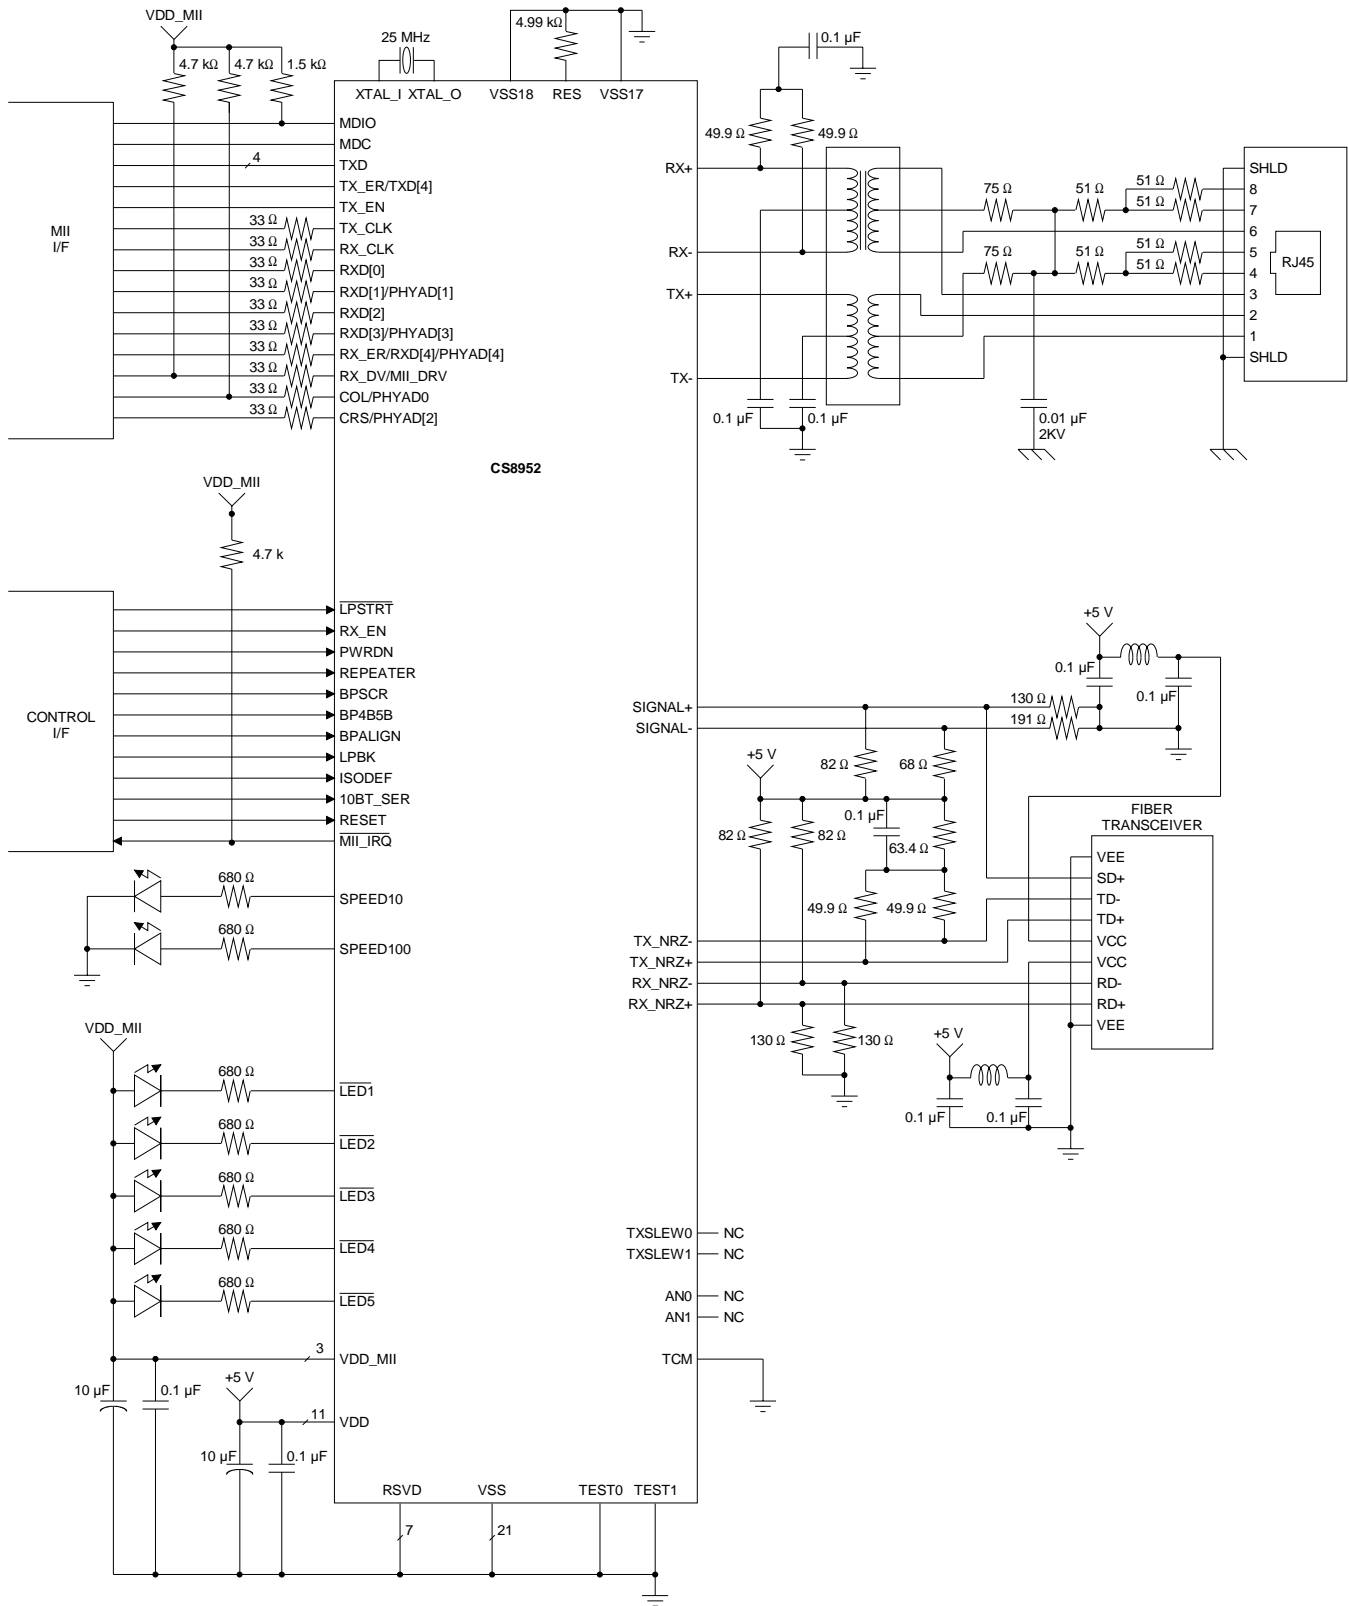 VDD_MII
4.7 kΩ
4.7 kΩ
1.5 kΩ
25 MHz
4.99 kΩ
0.1 µF
XTAL_I
XTAL_O
VSS18
RES
VSS17
MII
I/F
MDIO
MDC
4
TXD
TX_ER/TXD[4]
TX_EN
33 Ω
TX_CLK
33 Ω
RX_CLK
33 Ω
RXD[0]
33 Ω
RXD[1]/PHYAD[1]
33 Ω
RXD[2]
33 Ω
RXD[3]/PHYAD[3]
33 Ω
RX_ER/RXD[4]/PHYAD[4]
33 Ω
RX_DV/MII_DRV
33 Ω
COL/PHYAD0
33 Ω
CRS/PHYAD[2]
CS8952
49.9 Ω
49.9 Ω
RX+
RX-
TX+
TX-
0.1 µF
0.1 µF
75 Ω
51 Ω
51 Ω
51 Ω
75 Ω
51 Ω
51 Ω
51 Ω
0.01 µF
2KV
SHLD
8
7
6
5
4
3
2
1
SHLD
RJ45
VDD_MII
4.7 k
CONTROL
I/F
LPSTRT
RX_EN
PWRDN
REPEATER
BPSCR
BP4B5B
BPALIGN
LPBK
ISODEF
10BT_SER
RESET
MII_IRQ
680 Ω
SPEED10
680 Ω
SPEED100
+5 V
0.1 µF
0.1 µF
SIGNAL+
130 Ω
SIGNAL-
191 Ω
+5 V
82 Ω
68 Ω
82 Ω
82 Ω
0.1 µF
63.4 Ω
49.9 Ω
49.9 Ω
TX_NRZ-
TX_NRZ+
RX_NRZ-
RX_NRZ+
130 Ω
130 Ω
FIBER
TRANSCEIVER
VEE
SD+
TD-
TD+
VCC
VCC
RD-
RD+
VEE
+5 V
0.1 µF
0.1 µF
VDD_MII
680 Ω
LED1
680 Ω
LED2
680 Ω
LED3
680 Ω
LED4
680 Ω
LED5
TXSLEW0
NC
TXSLEW1
NC
AN0
NC
AN1
NC
TCM
3
VDD_MII
10 µF
0.1 µF
+5 V
11
VDD
10 µF
0.1 µF
RSVD
VSS
TEST0
TEST1
7
21